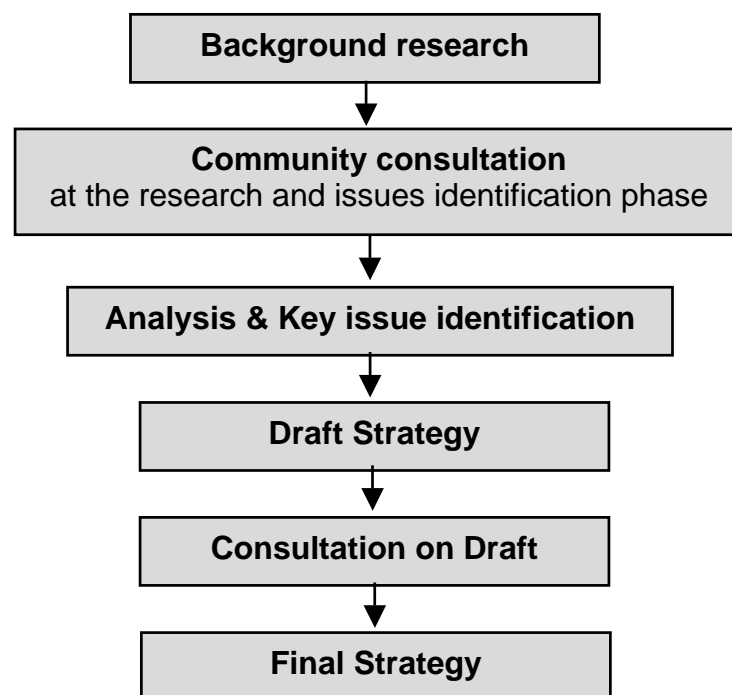 Background research
Community consultation
at the research and issues identification phase
Analysis & Key issue identification
Draft Strategy
Consultation on Draft
Final Strategy